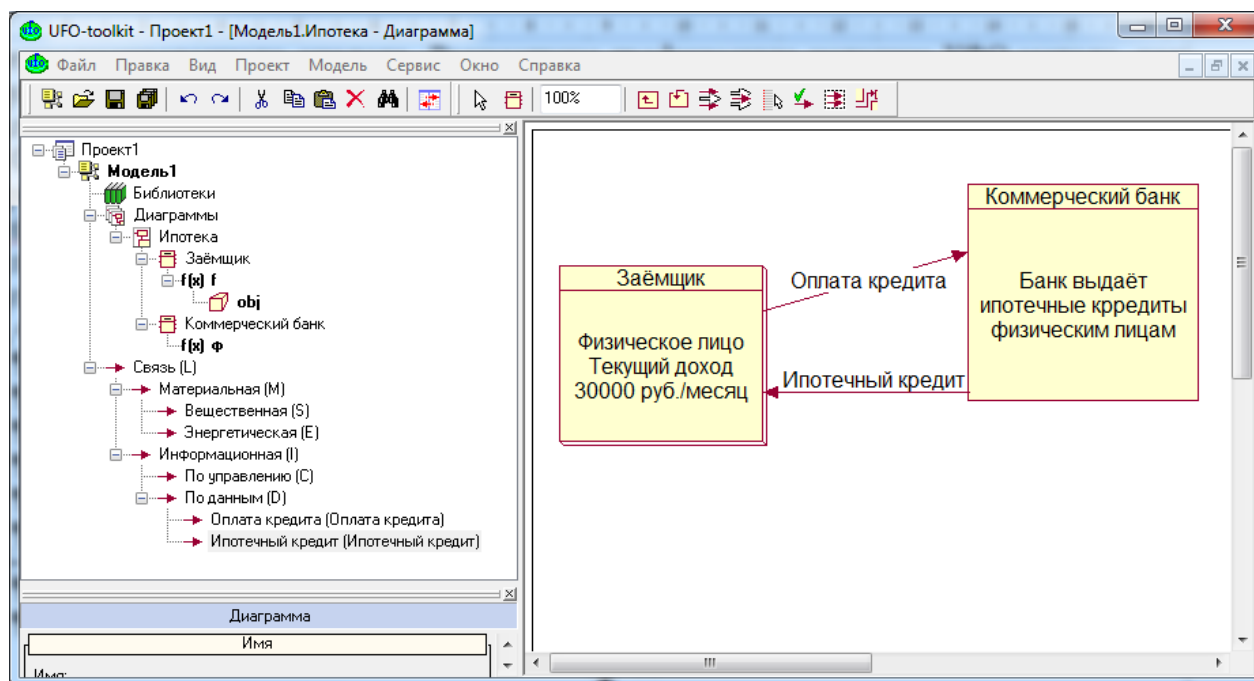 UFO-toolkit - Проект1 - [Модель1.Ипотека - Диаграмма]
Файл Правка Вид Проект Модель Сервис Окно Справка
100%
Проект1
Модель1
Библиотеки
Диаграммы
Ипотека
Заёмщик
f(x) f
obj
Коммерческий банк
f(x) Ф
Связь (L)
Материальная (M)
Вещественная (S)
Энергетическая (E)
Информационная (I)
По управлению (C)
По данным (D)
Оплата кредита (Оплата кредита)
Ипотечный кредит (Ипотечный кредит)
Диаграмма
Имя
Имя:
Заёмщик
Физическое лицо
Текущий доход
30000 руб./месяц
Оплата кредита
Ипотечный кредит
Коммерческий банк
Банк выдаёт
ипотечные крредиты
физическим лицам